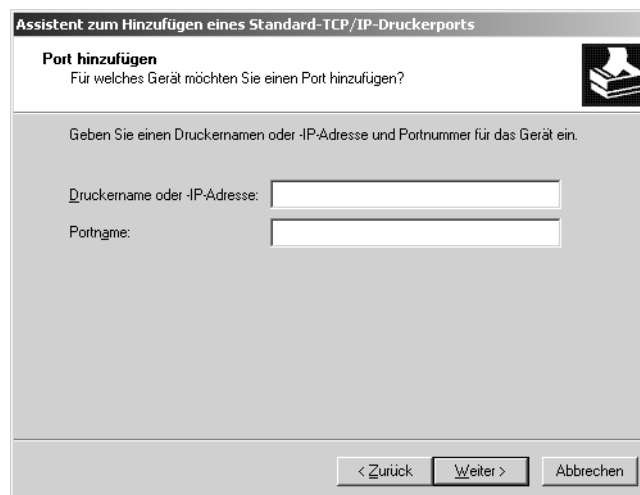 Assistent zum Hinzufügen eines Standard-TCP/IP-Druckerports
Port hinzufügen
Für welches Gerät möchten Sie einen Port hinzufügen?
Geben Sie einen Druckernamen oder -IP-Adresse und Portnummer für das Gerät ein.
Druckername oder -IP-Adresse:
Portname:
< Zurück Weiter > Abbrechen